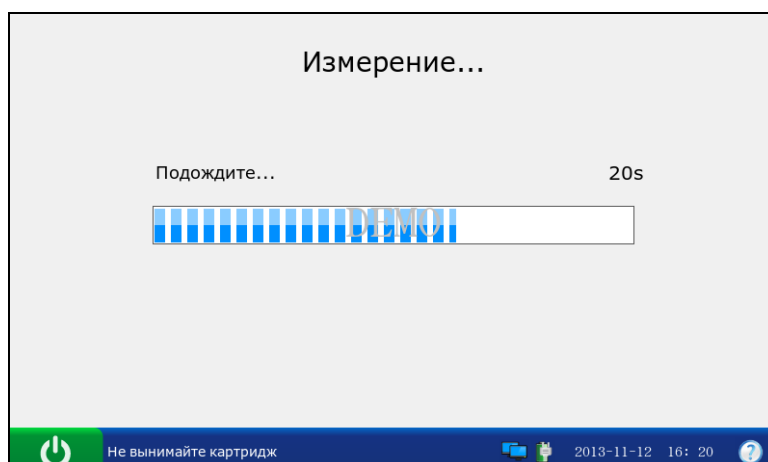 Измерение...
Подождите... 20s
DEMO
Не вынимайте картридж 2013-11-12 16: 20 ?